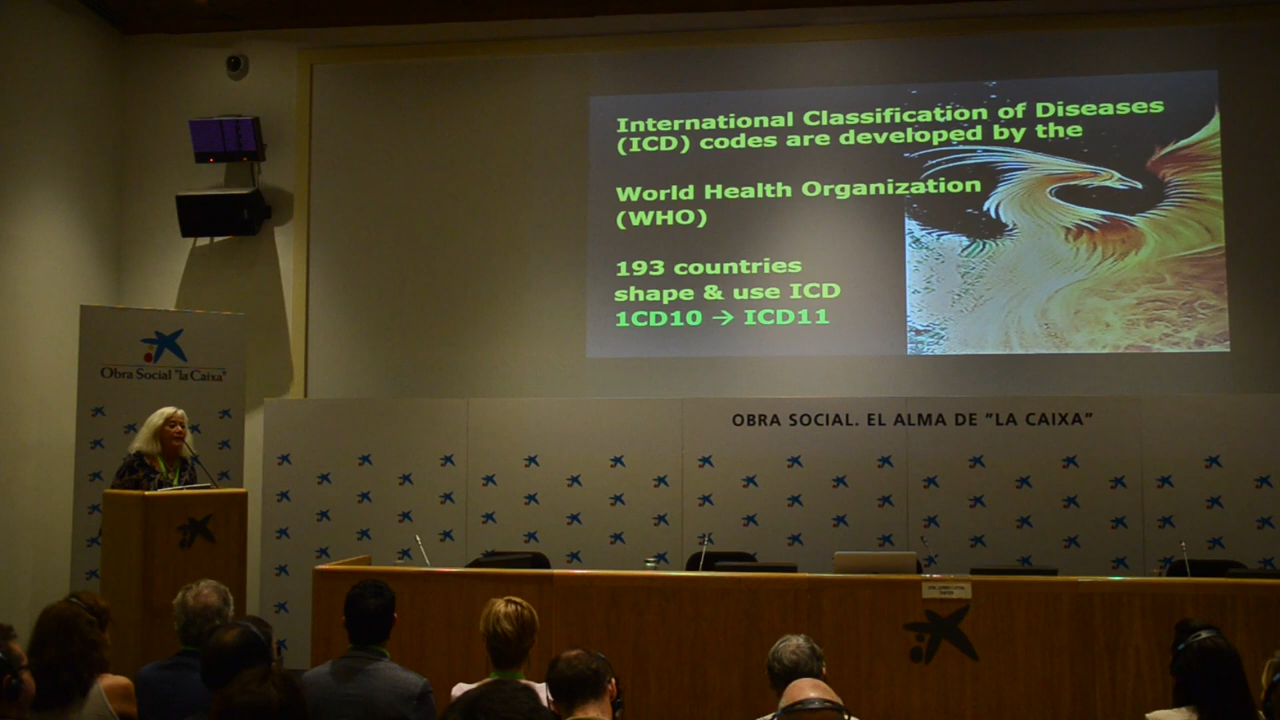 International Classification of Diseases
(ICD) codes are developed by the
World Health Organization
(WHO)
193 countries
shape & use ICD
1CD10 → ICD11
Obra Social "la Caixa"
OBRA SOCIAL. EL ALMA DE "LA CAIXA"